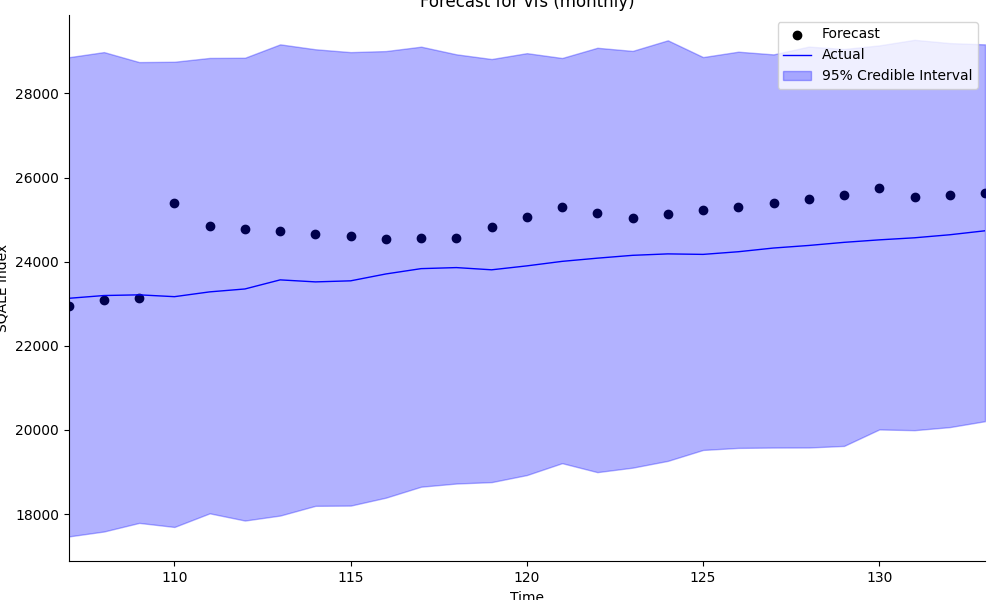 Forecast for vfs (monthly)
Forecast
Actual
95% Credible Interval
28000
26000
24000
22000
20000
18000
SQALE Index
110
115
120
125
130
Time